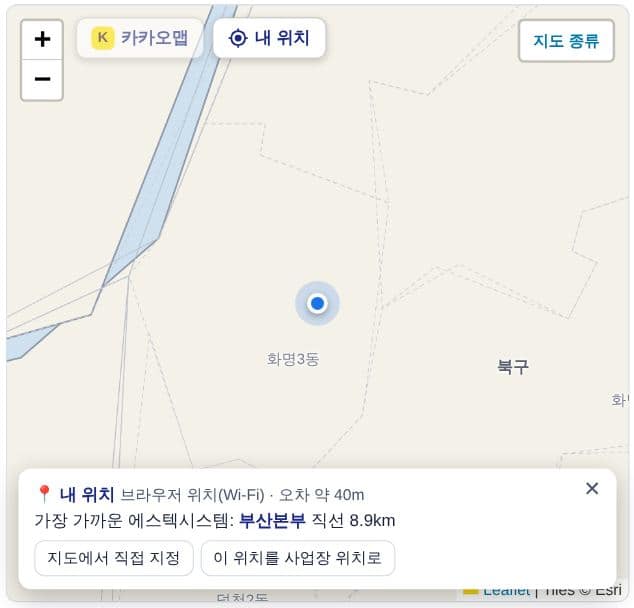 +
−
K 카카오맵
내 위치
지도 종류
화명3동
북구
내 위치 브라우저 위치(Wi-Fi) · 오차 약 40m
가장 가까운 에스텍시스템: 부산본부 직선 8.9km
지도에서 직접 지정
이 위치를 사업장 위치로
Leaflet | Tiles © Esri